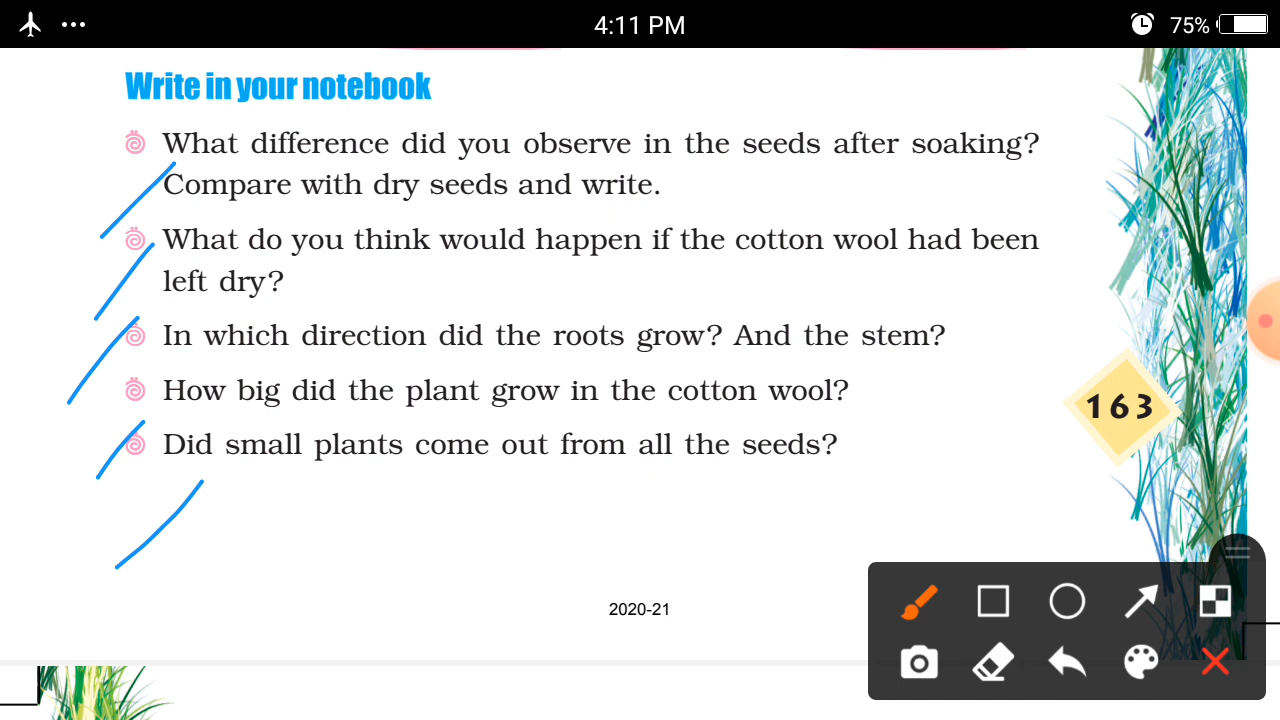 4:11 PM
75%
Write in your notebook
What difference did you observe in the seeds after soaking?
Compare with dry seeds and write.
What do you think would happen if the cotton wool had been
left dry?
In which direction did the roots grow? And the stem?
How big did the plant grow in the cotton wool?
163
Did small plants come out from all the seeds?
2020-21